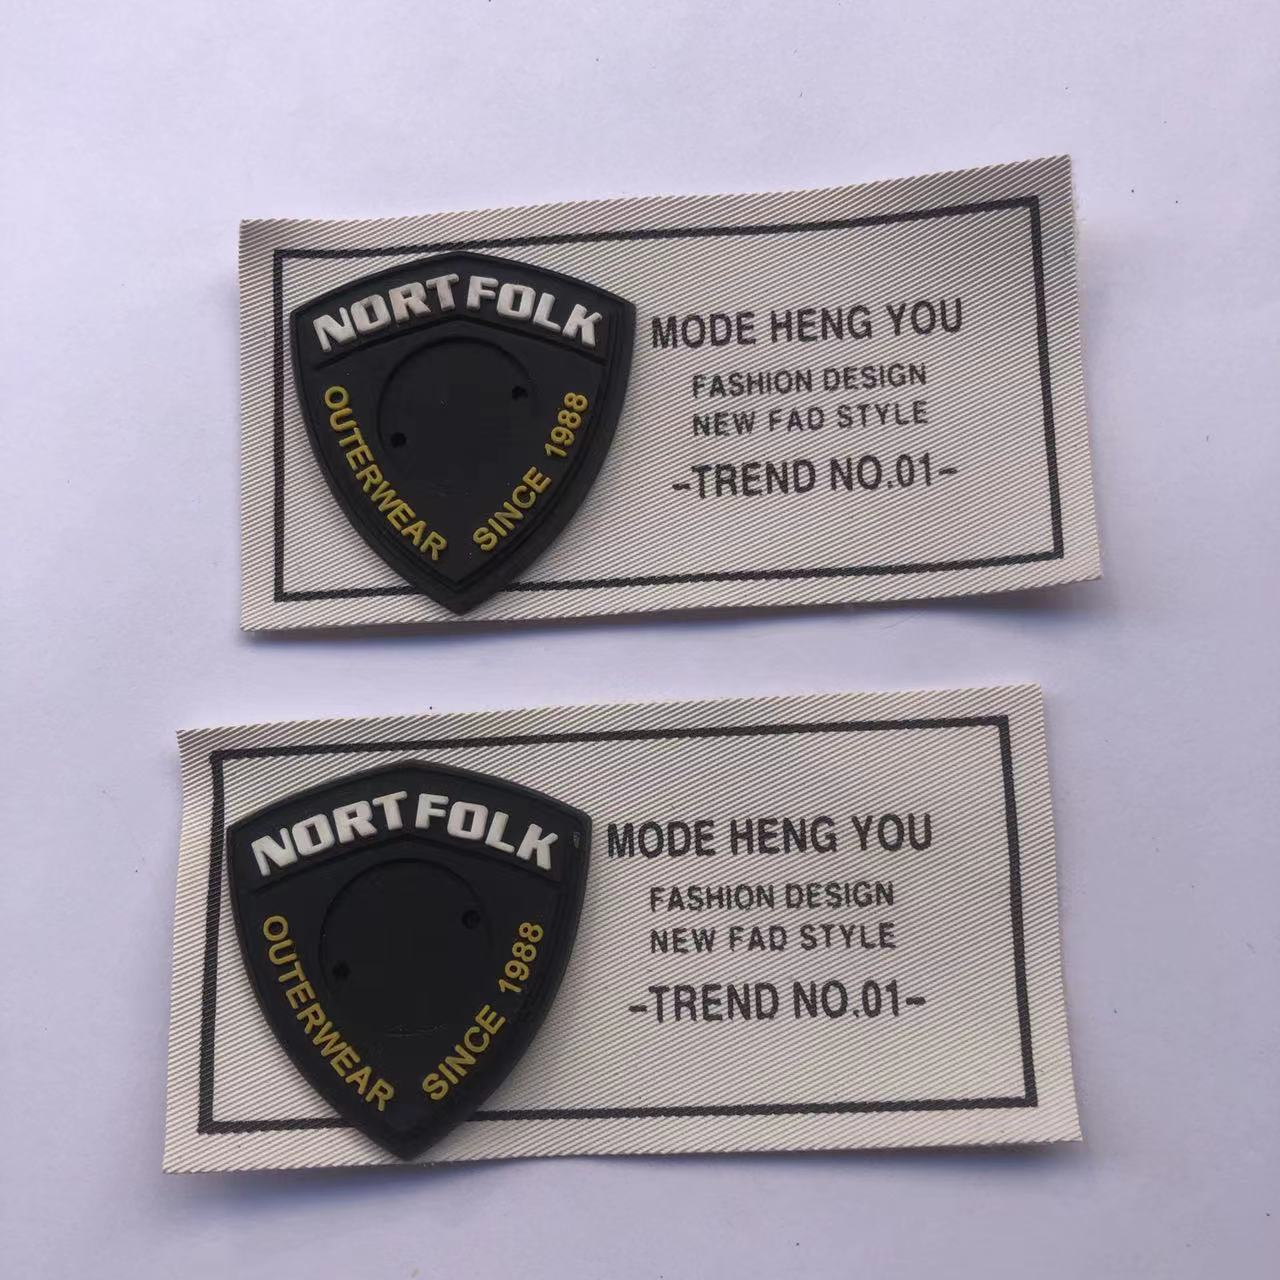 NORTFOLK
OUTERWEAR SINCE 1988
MODE HENG YOU
FASHION DESIGN
NEW FAD STYLE
-TREND NO.01-
NORTFOLK
OUTERWEAR SINCE 1988
MODE HENG YOU
FASHION DESIGN
NEW FAD STYLE
-TREND NO.01-